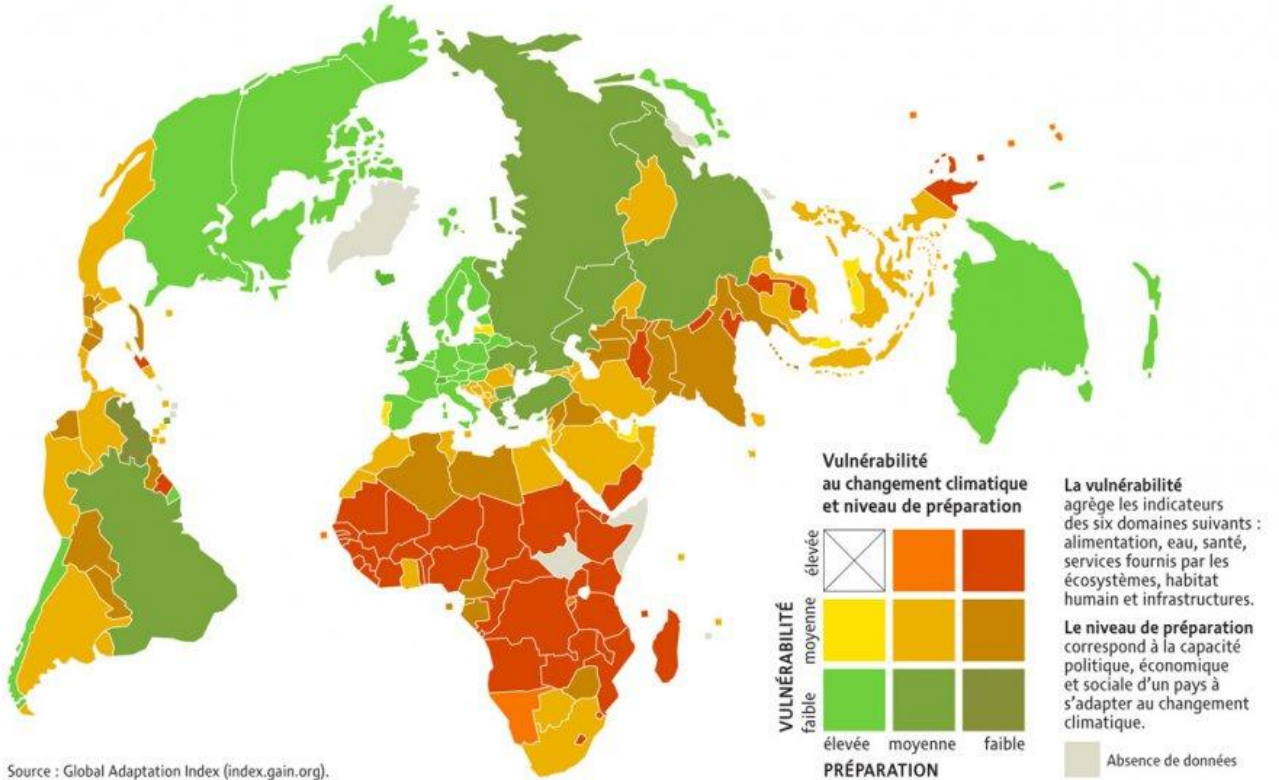 Vulnérabilité
au changement climatique
et niveau de préparation
VULNÉRABILITÉ
élevée
moyenne
faible
élevée moyenne faible
PRÉPARATION
La vulnérabilité
agrège les indicateurs
des six domaines suivants :
alimentation, eau, santé,
services fournis par les
écosystèmes, habitat
humain et infrastructures.
Le niveau de préparation
correspond à la capacité
politique, économique
et sociale d'un pays à
s'adapter au changement
climatique.
Absence de données
Source : Global Adaptation Index (index.gain.org).